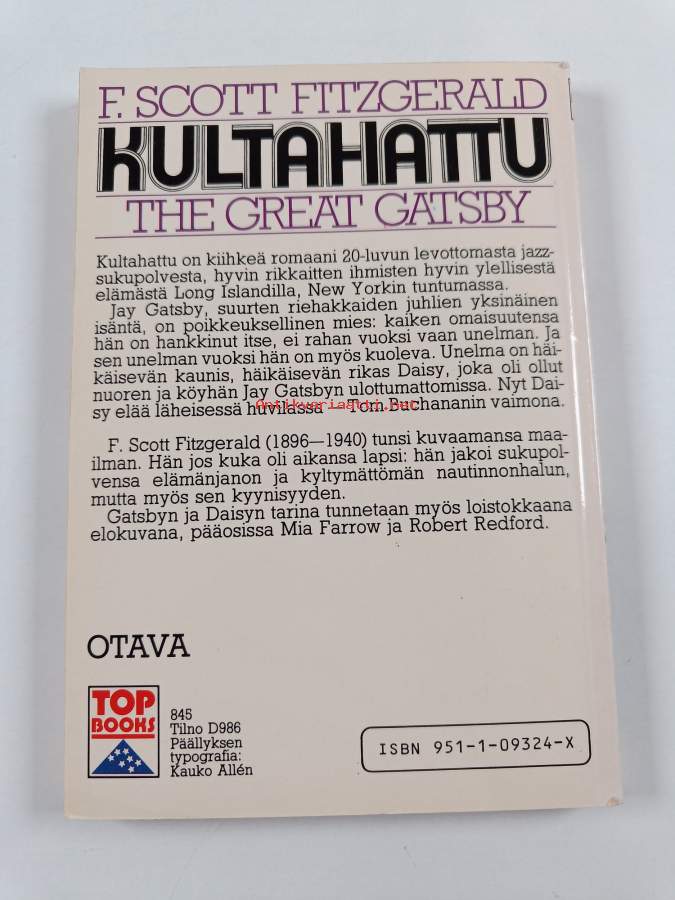 F. SCOTT FITZGERALD
KULTAHATTU
THE GREAT GATSBY
Kultahattu on kiihkeä romaani 20-luvun levottomasta jazz-
sukupolvesta, hyvin rikkaitten ihmisten hyvin ylellisestä
elämästä Long Islandilla, New Yorkin tuntumassa.
Jay Gatsby, suurten riehakkaiden juhlien yksinäinen
isäntä, on poikkeuksellinen mies: kaiken omaisuutensa
hän on hankkinut itse, ei rahan vuoksi vaan unelman. Ja
sen unelman vuoksi hän on myös kuoleva. Unelma on häi-
käisevän kaunis, häikäisevän rikas Daisy, joka oli ollut
nuoren ja köyhän Jay Gatsbyn ulottumattomissa. Nyt Dai-
sy elää läheisessä huvilassa — Tom Buchananin vaimona.
Antikvariaatti.net
F. Scott Fitzgerald (1896—1940) tunsi kuvaamansa maa-
ilman. Hän jos kuka oli aikansa lapsi: hän jakoi sukupol-
vensa elämänjanon ja kyltymättömän nautinnonhalun,
mutta myös sen kyynisyyden.
Gatsbyn ja Daisyn tarina tunnetaan myös loistokkaana
elokuvana, pääosissa Mia Farrow ja Robert Redford.
OTAVA
TOP
BOOKS
845
Tilno D986
Päällyksen
typografia:
Kauko Allén
ISBN 951-1-09324-X